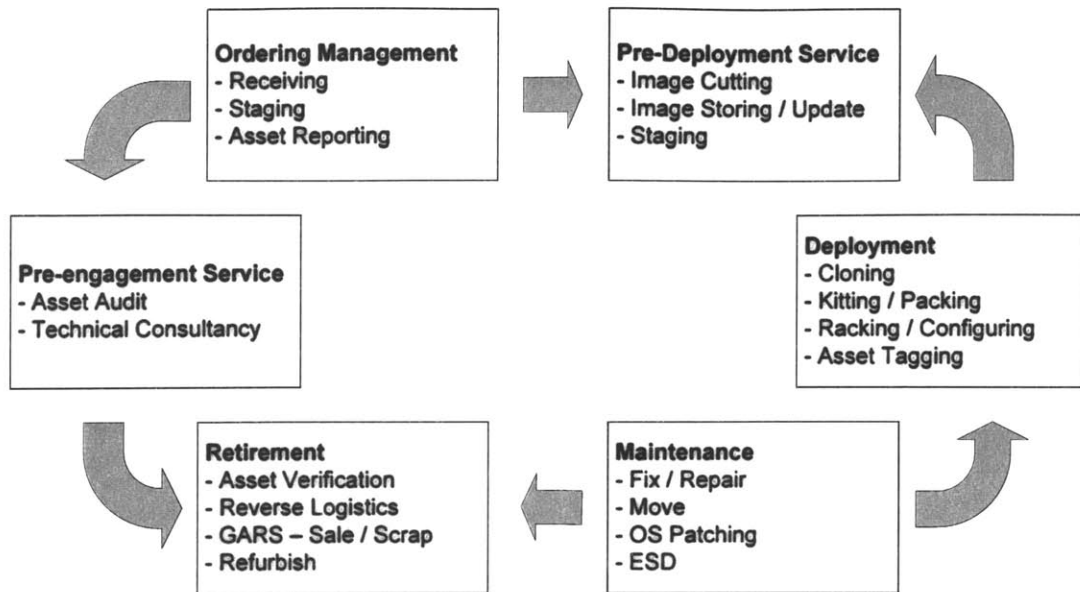 Ordering Management
- Receiving
- Staging
- Asset Reporting
Pre-Deployment Service
- Image Cutting
- Image Storing / Update
- Staging
Pre-engagement Service
- Asset Audit
- Technical Consultancy
Deployment
- Cloning
- Kitting / Packing
- Racking / Configuring
- Asset Tagging
Retirement
- Asset Verification
- Reverse Logistics
- GARS – Sale / Scrap
- Refurbish
Maintenance
- Fix / Repair
- Move
- OS Patching
- ESD